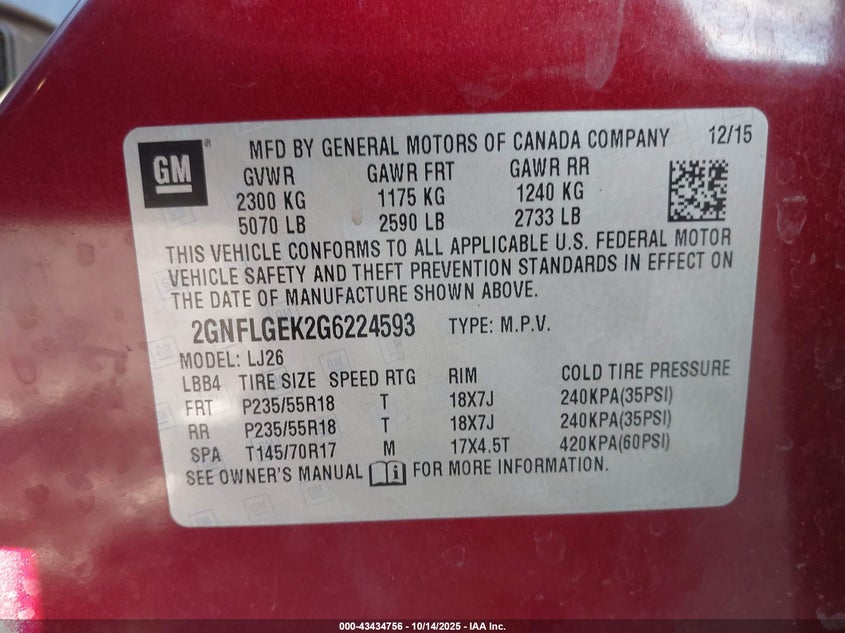 GM
®
MFD BY GENERAL MOTORS OF CANADA COMPANY 12/15
GVWR GAWR FRT GAWR RR
2300 KG 1175 KG 1240 KG
5070 LB 2590 LB 2733 LB
THIS VEHICLE CONFORMS TO ALL APPLICABLE U.S. FEDERAL MOTOR
VEHICLE SAFETY AND THEFT PREVENTION STANDARDS IN EFFECT ON
THE DATE OF MANUFACTURE SHOWN ABOVE.
2GNFLGEK2G6224593 TYPE: M.P.V.
MODEL: LJ26
LBB4 TIRE SIZE SPEED RTG RIM COLD TIRE PRESSURE
FRT P235/55R18 T 18X7J 240KPA(35PSI)
RR P235/55R18 T 18X7J 240KPA(35PSI)
SPA T145/70R17 M 17X4.5T 420KPA(60PSI)
SEE OWNER'S MANUAL i FOR MORE INFORMATION.
000-43434756 - 10/14/2025 - IAA Inc.